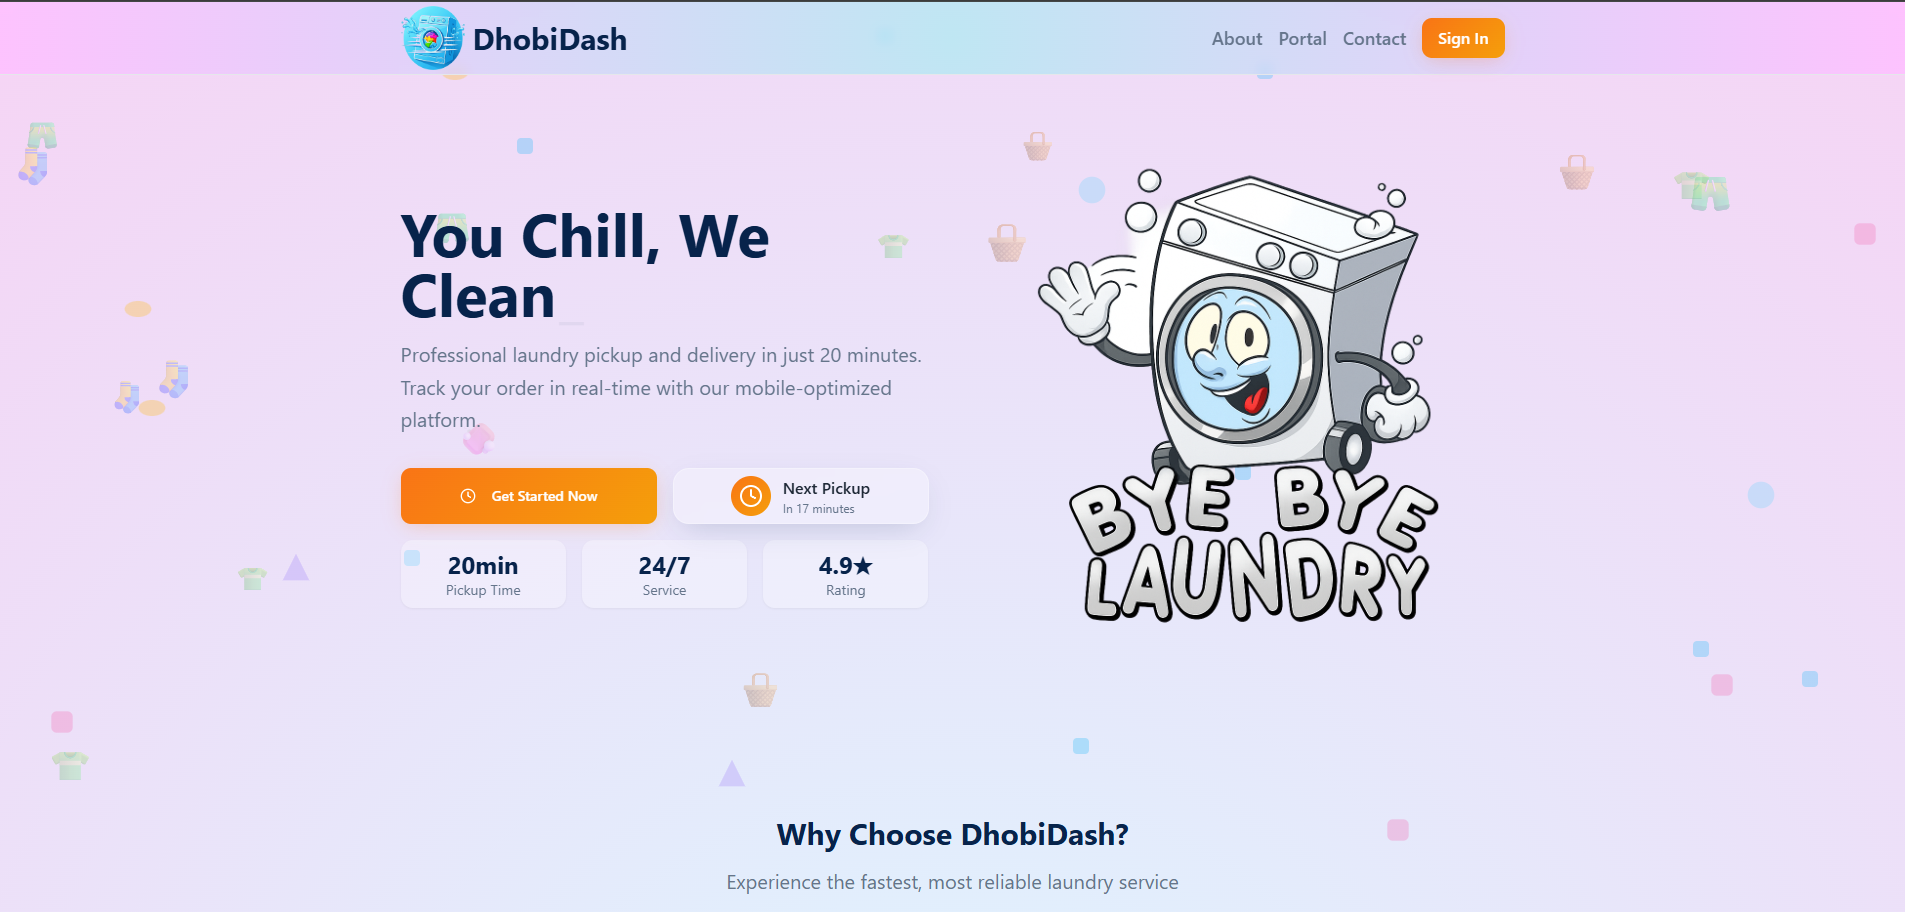 DhobiDash
About
Portal
Contact
Sign In
You Chill, We
Clean_
Professional laundry pickup and delivery in just 20 minutes.
Track your order in real-time with our mobile-optimized
platform.
Get Started Now
Next Pickup
In 17 minutes
20min
Pickup Time
24/7
Service
4.9★
Rating
BYE BYE
LAUNDRY
Why Choose DhobiDash?
Experience the fastest, most reliable laundry service